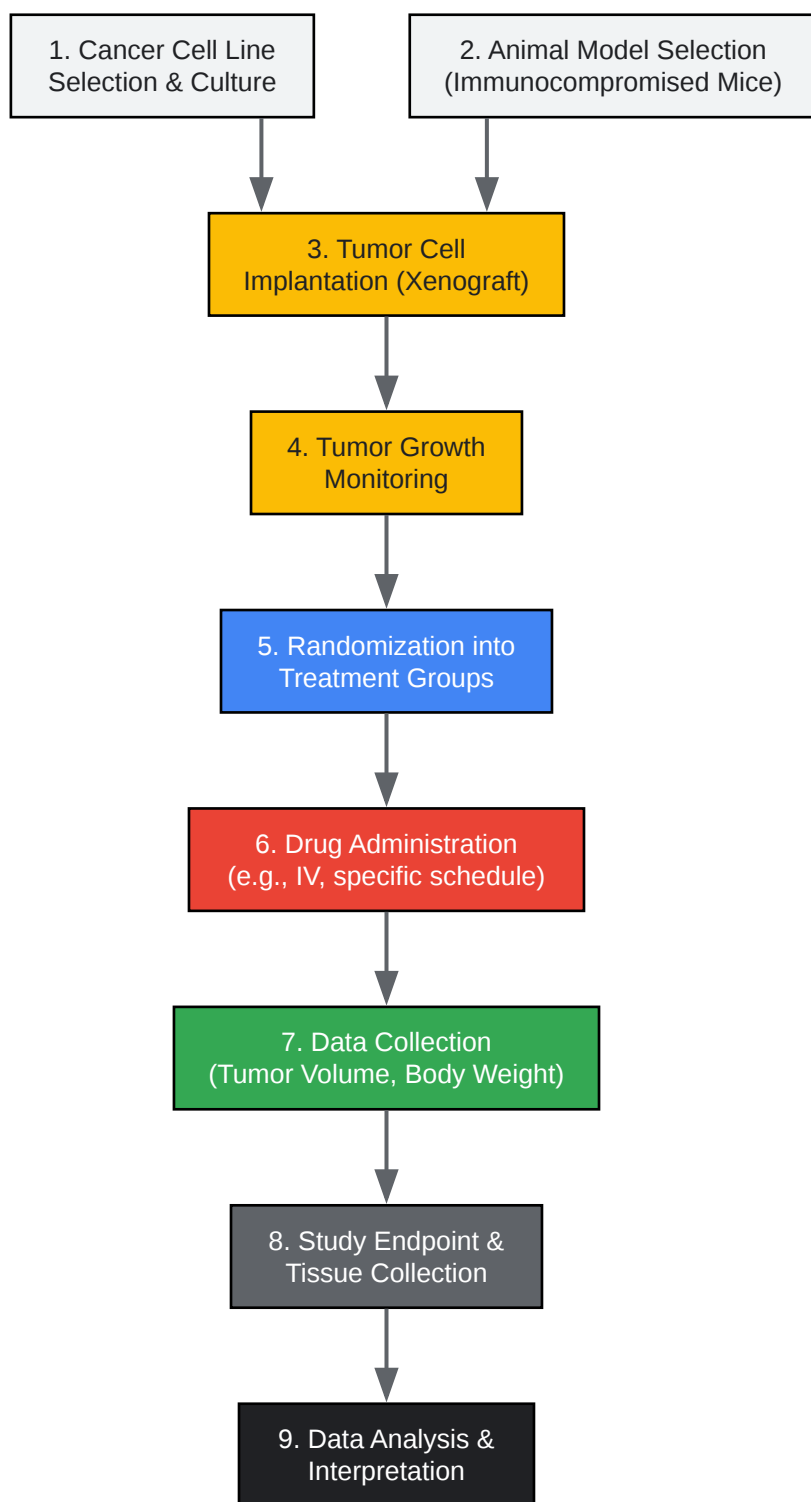 1. Cancer Cell Line
Selection & Culture
2. Animal Model Selection
(Immunocompromised Mice)
3. Tumor Cell
Implantation (Xenograft)
4. Tumor Growth
Monitoring
5. Randomization into
Treatment Groups
6. Drug Administration
(e.g., IV, specific schedule)
7. Data Collection
(Tumor Volume, Body Weight)
8. Study Endpoint &
Tissue Collection
9. Data Analysis &
Interpretation